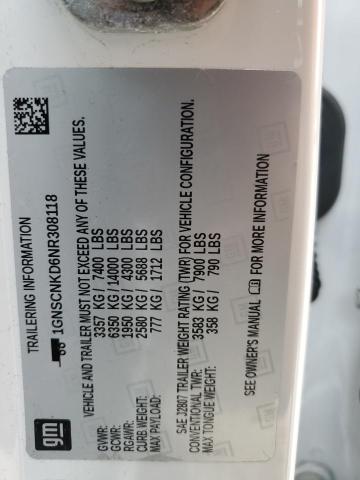 TRAILERING INFORMATION
1GNSCNKD6NR308118
VEHICLE AND TRAILER MUST NOT EXCEED ANY OF THESE VALUES.
GVWR: 3357 KG / 7400 LBS
GCWR: 6350 KG / 14000 LBS
RGAWR: 1950 KG / 4300 LBS
CURB WEIGHT: 2580 KG / 5688 LBS
MAX PAYLOAD: 777 KG / 1712 LBS
SAE J2807 TRAILER WEIGHT RATING (TWR) FOR VEHICLE CONFIGURATION.
CONVENTIONAL TWR: 3583 KG / 7900 LBS
MAX TONGUE WEIGHT: 358 KG / 790 LBS
SEE OWNER'S MANUAL FOR MORE INFORMATION
gm